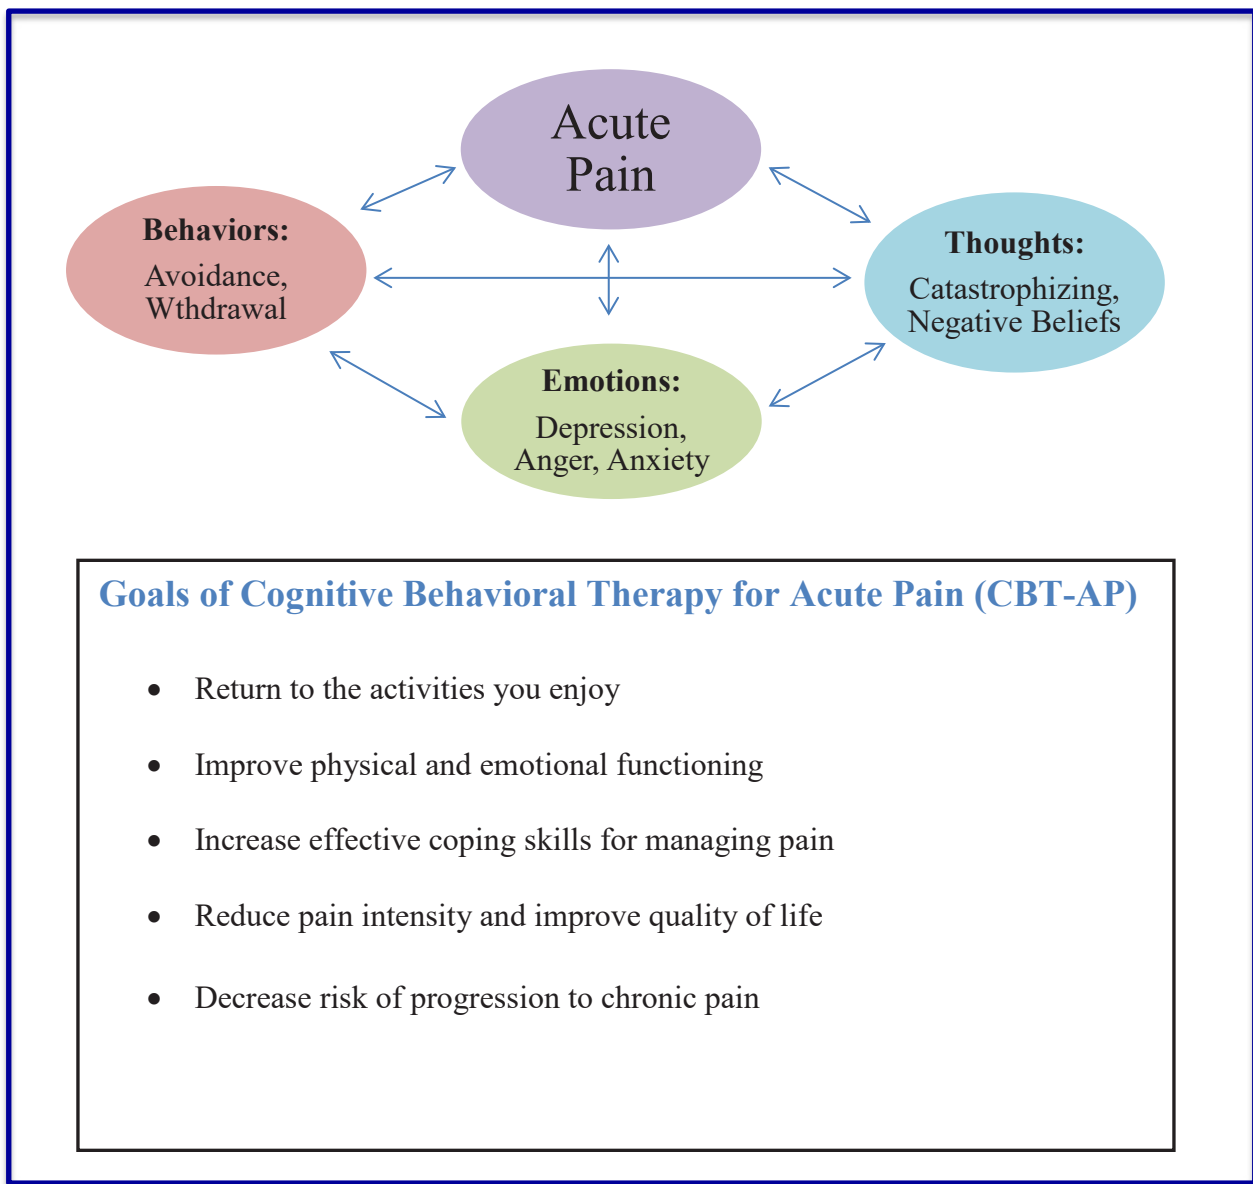 Acute
Pain
Behaviors:
Avoidance,
Wthdrawal
Thoughts:
Catastrophizing,
Negative Beliefs
Emotions:
Depression,
Anger, Anxiety
Goals of Cognitive Behavioral Therapy for Acute Pain (CBT-AP)
• Return to the activities you enjoy
• Improve physical and emotional functioning
• Increase effective coping skills for managing pain
• Reduce pain intensity and improve quality of life
• Decrease risk of progression to chronic pain